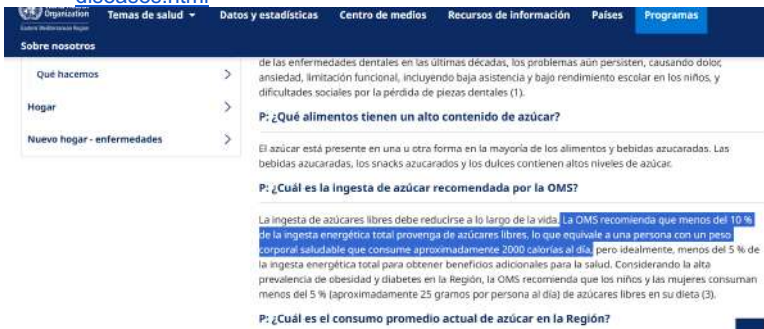 diseases.html
Organization
Eastern Mediterranean Region
Temas de salud
Datos y estadísticas
Centro de medios
Recursos de información
Países
Programas
Sobre nosotros
Qué hacemos
Hogar
Nuevo hogar - enfermedades
de las enfermedades dentales en las últimas décadas, los problemas aún persisten, causando dolor,
ansiedad, limitación funcional, incluyendo baja asistencia y bajo rendimiento escolar en los niños, y
dificultades sociales por la pérdida de piezas dentales (1).
P: ¿Qué alimentos tienen un alto contenido de azúcar?
El azúcar está presente en una u otra forma en la mayoría de los alimentos y bebidas azucaradas. Las
bebidas azucaradas, los snacks azucarados y los dulces contienen altos niveles de azúcar.
P: ¿Cuál es la ingesta de azúcar recomendada por la OMS?
La ingesta de azúcares libres debe reducirse a lo largo de la vida. La OMS recomienda que menos del 10 %
de la ingesta energética total provenga de azúcares libres, lo que equivale a una persona con un peso
corporal saludable que consume aproximadamente 2000 calorías al día, pero idealmente, menos del 5 % de
la ingesta energética total para obtener beneficios adicionales para la salud. Considerando la alta
prevalencia de obesidad y diabetes en la Región, la OMS recomienda que los niños y las mujeres consuman
menos del 5 % (aproximadamente 25 gramos por persona al día) de azúcares libres en su dieta (3).
P: ¿Cuál es el consumo promedio actual de azúcar en la Región?